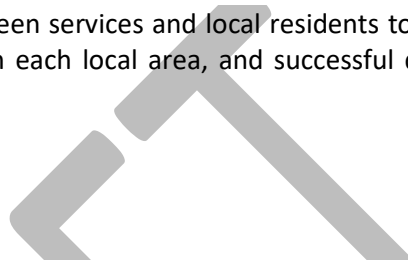 een services and local residents to
each local area, and successful